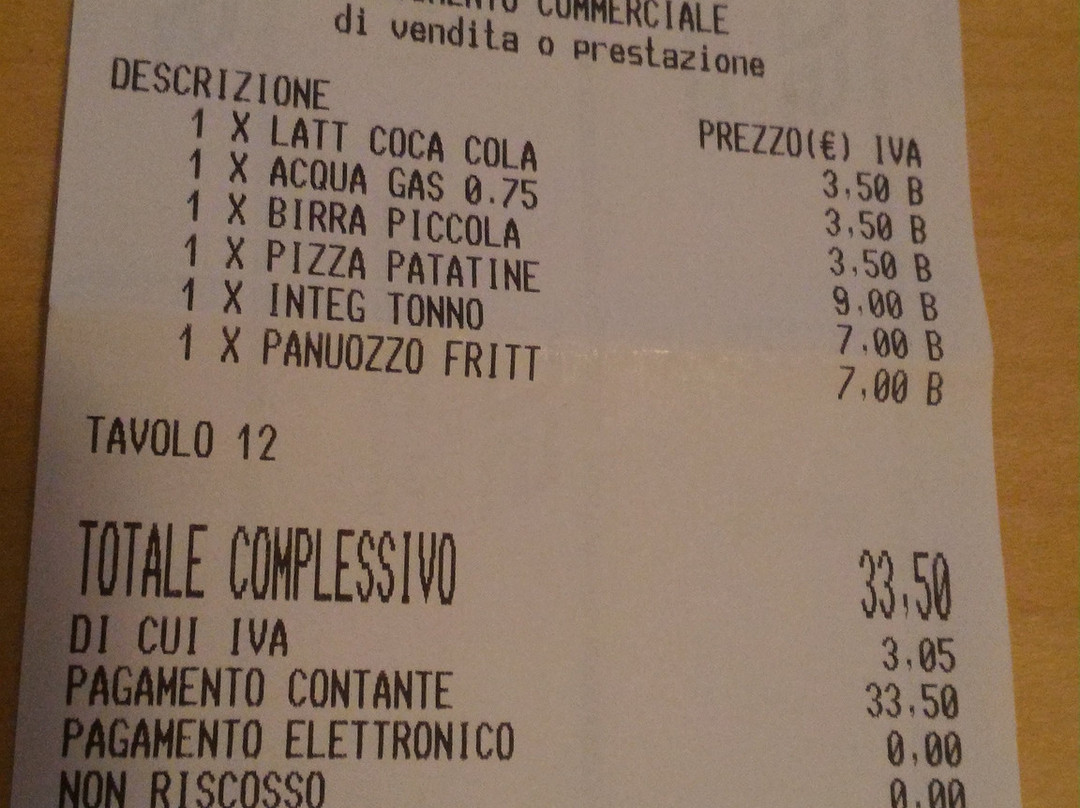 COMMERCIALE
di vendita o prestazione
DESCRIZIONE PREZZO(€) IVA
1 X LATT COCA COLA 3,50 B
1 X ACQUA GAS 0.75 3,50 B
1 X BIRRA PICCOLA 3,50 B
1 X PIZZA PATATINE 9,00 B
1 X INTEG TONNO 7,00 B
1 X PANUOZZO FRITT 7,00 B
TAVOLO 12
TOTALE COMPLESSIVO 33,50
DI CUI IVA 3,05
PAGAMENTO CONTANTE 33,50
PAGAMENTO ELETTRONICO 0,00
NON RISCOSSO 0,00